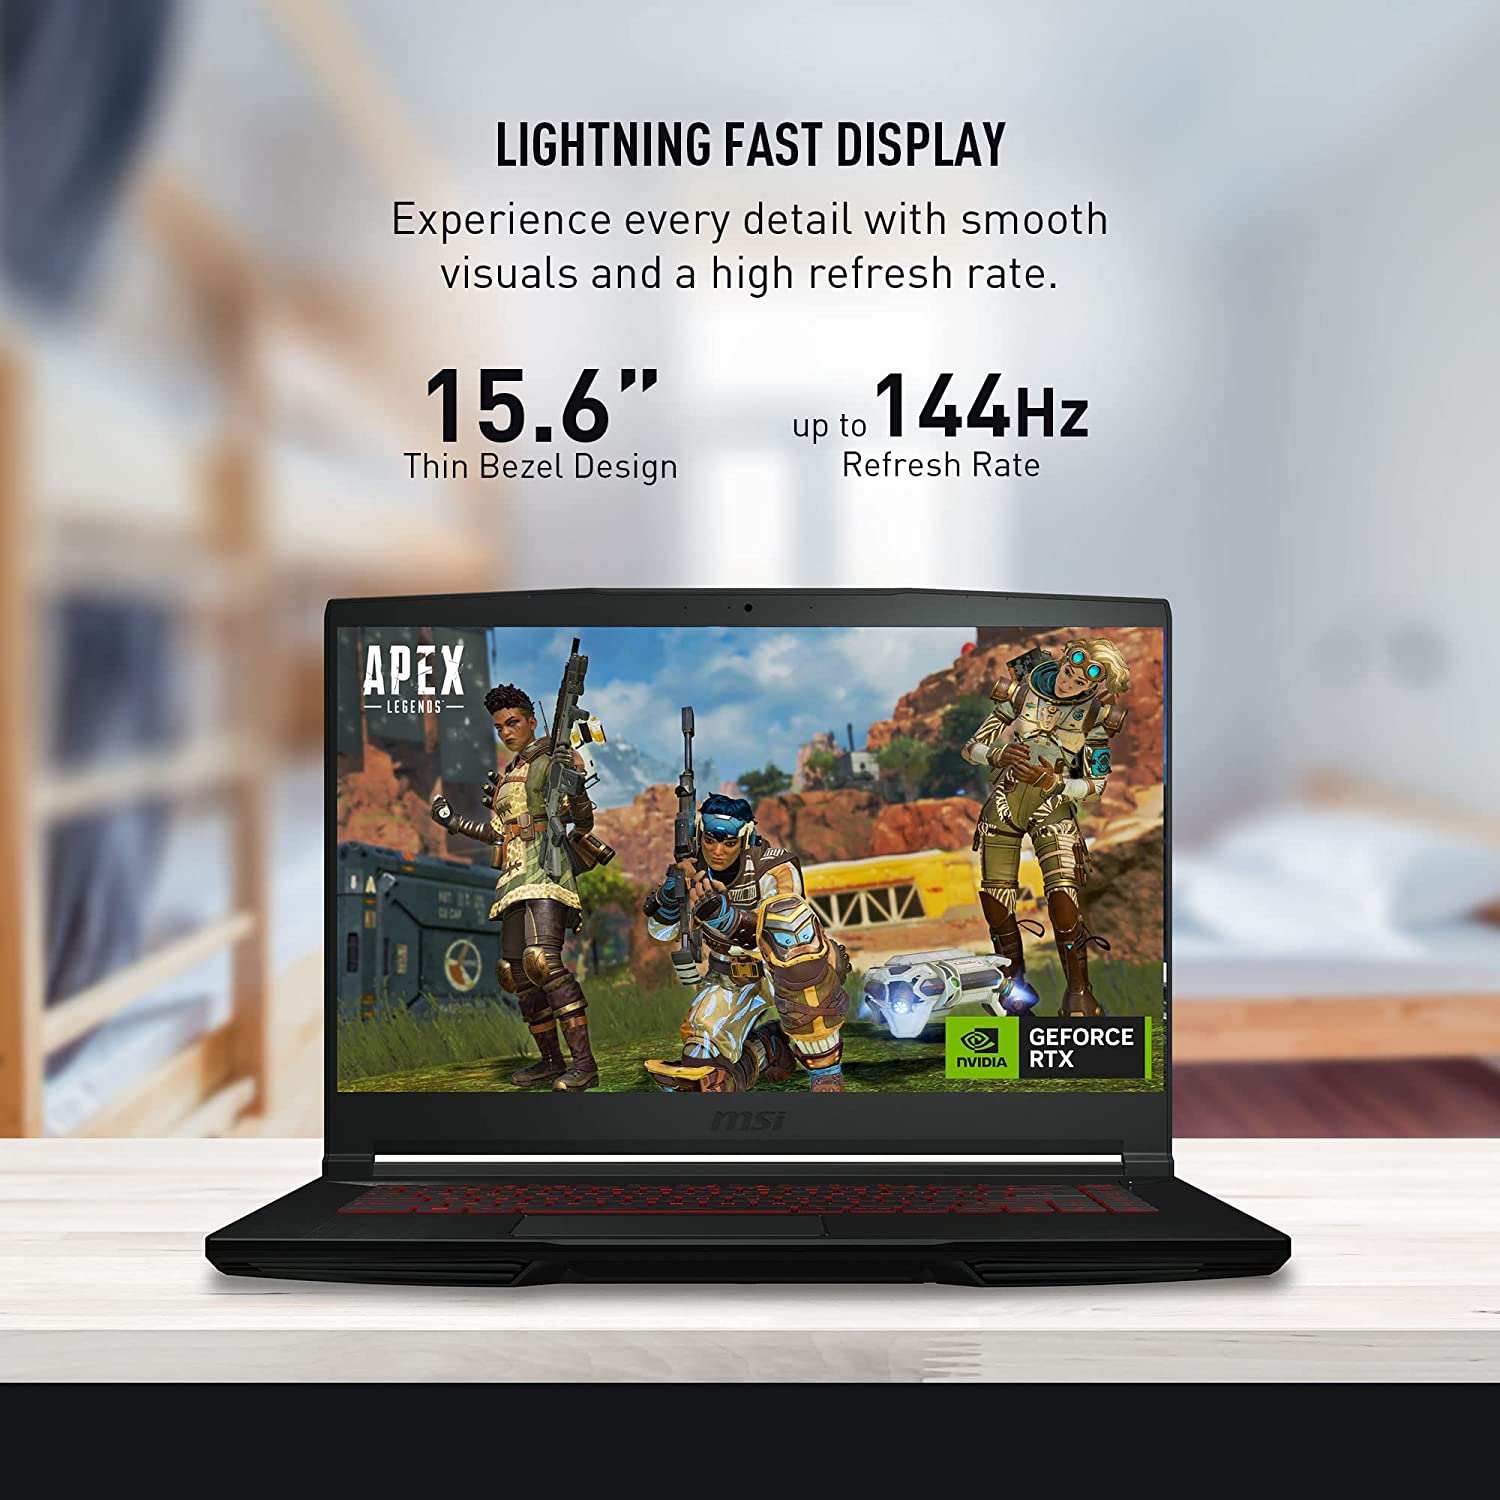 LIGHTNING FAST DISPLAY
Experience every detail with smooth
visuals and a high refresh rate.
15.6”
Thin Bezel Design
up to 144Hz
Refresh Rate
APEX
LEGENDS
NVIDIA
GEFORCE
RTX
msi